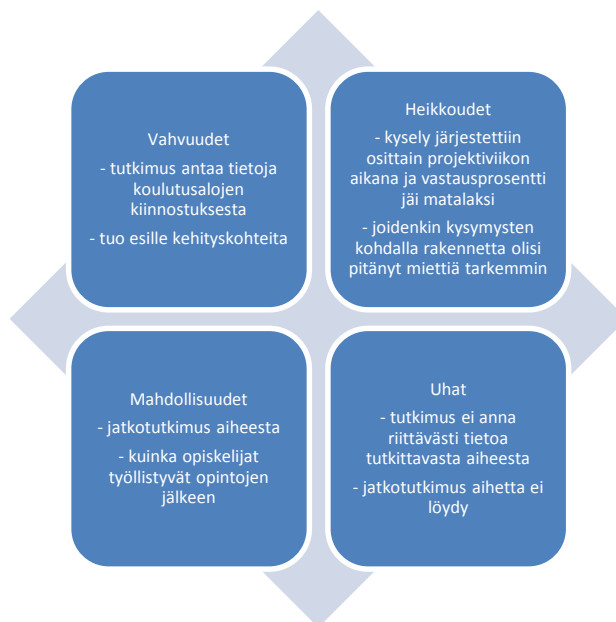 Vahvuudet
- tutkimus antaa tietoja
koulutusalojen
kiinnostuksesta
- tuo esille kehityskohteita
Heikkoudet
- kysely järjestettiin
osittain projektiviikon
aikana ja vastausprosentti
jäi matalaksi
- joidenkin kysymysten
kohdalla rakennetta olisi
pitänyt miettiä tarkemmin
Mahdollisuudet
- jatkotutkimus aiheesta
- kuinka opiskelijat
työllistyvät opintojen
jälkeen
Uhat
- tutkimus ei anna
riittävästi tietoa
tutkittavasta aiheesta
- jatkotutkimus aihetta ei
löydy